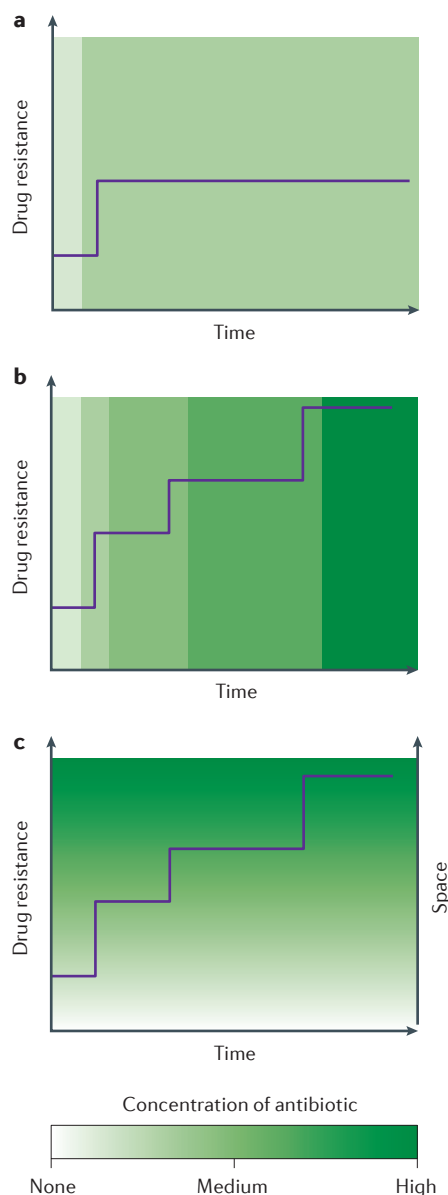 a
Drug resistance
Time
b
Drug resistance
Time
c
Drug resistance
Space
Time
Concentration of antibiotic
None Medium High